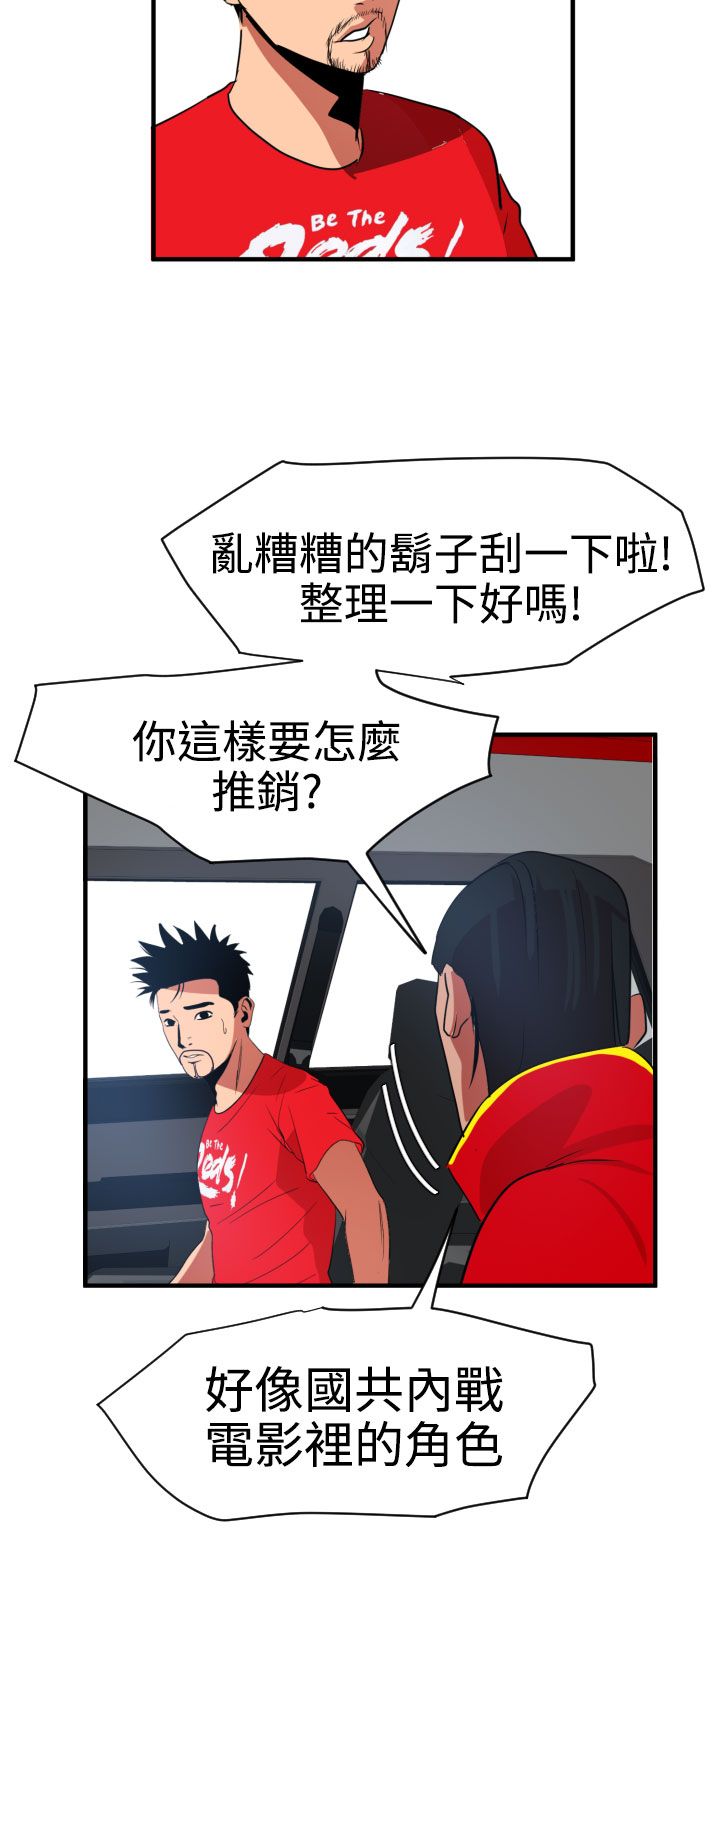 Be The
Reds!
亂糟糟的鬍子刮一下啦!
整理一下好嗎!
你這樣要怎麼
推銷?
Be The
Reds!
好像國共內戰
電影裡的角色